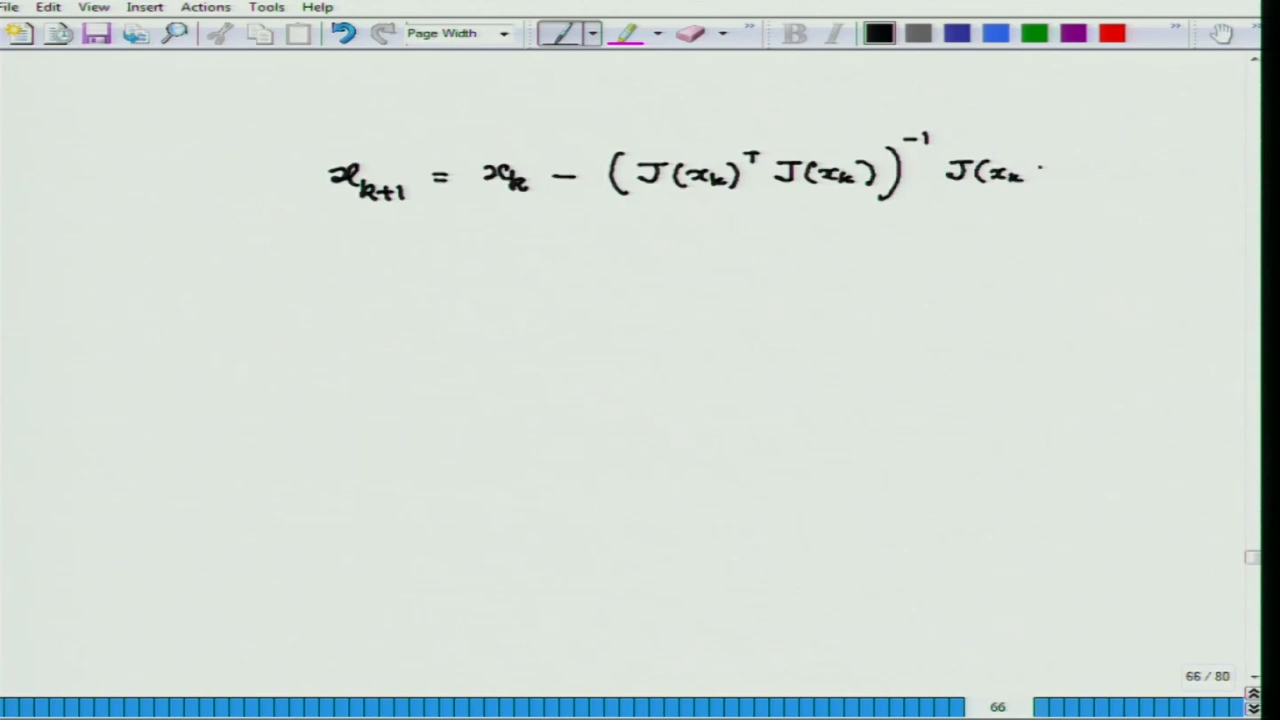 File Edit View Insert Actions Tools Help
Page Width B I
x_{k+1} = x_k - (J(x_k)^T J(x_k))^{-1} J(x_k
66 / 80
66